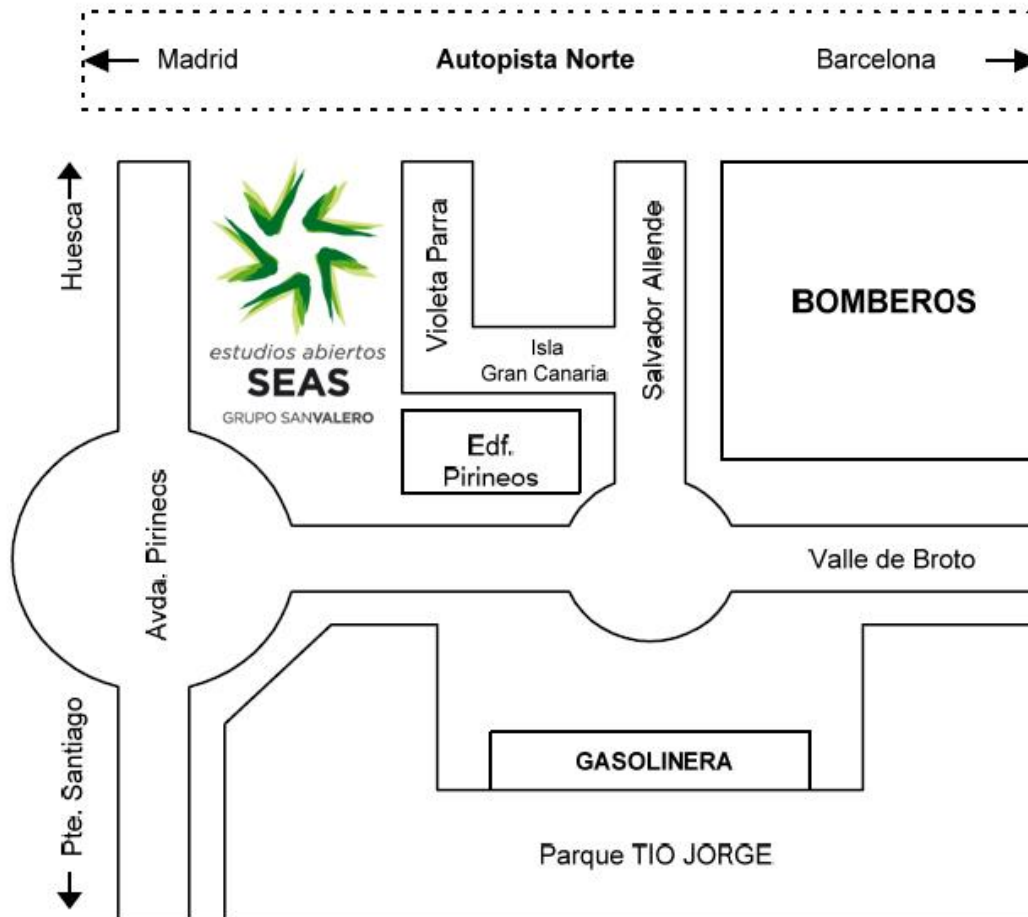 Madrid
Autopista Norte
Barcelona
Huesca
Violeta Parra
Salvador Allende
BOMBEROS
Isla
Gran Canaria
estudios abiertos
SEAS
GRUPO SANVALERO
Edf.
Pirineos
Avda. Pirineos
Valle de Broto
Pte. Santiago
GASOLINERA
Parque TIO JORGE